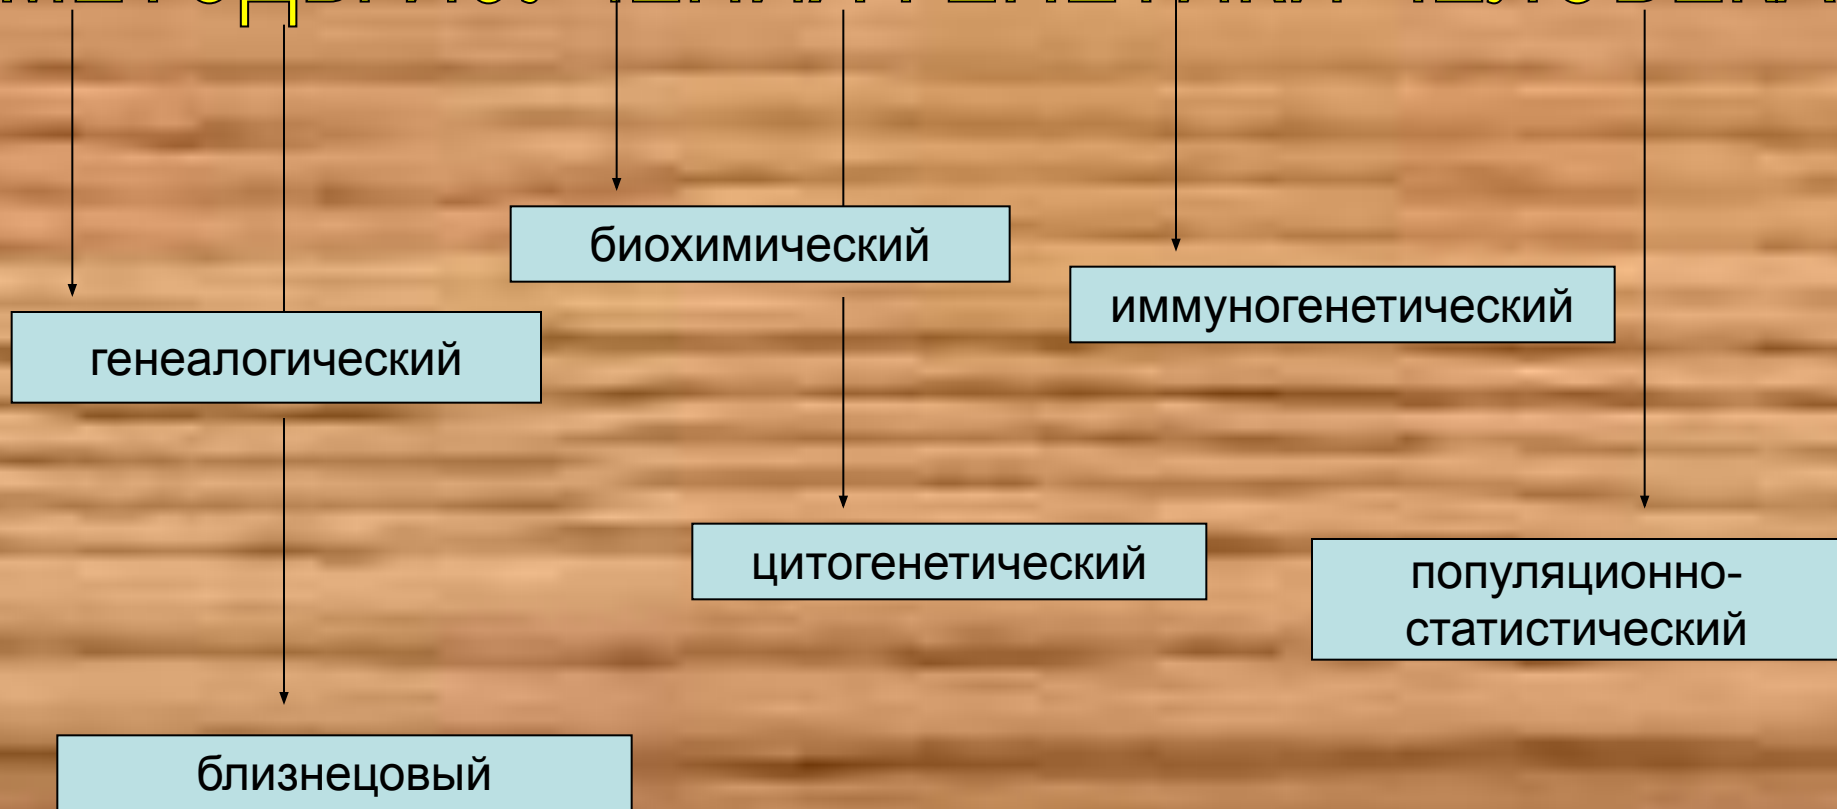 биохимический
иммуногенетический
генеалогический
цитогенетический
популяционно-
статистический
близнецовый